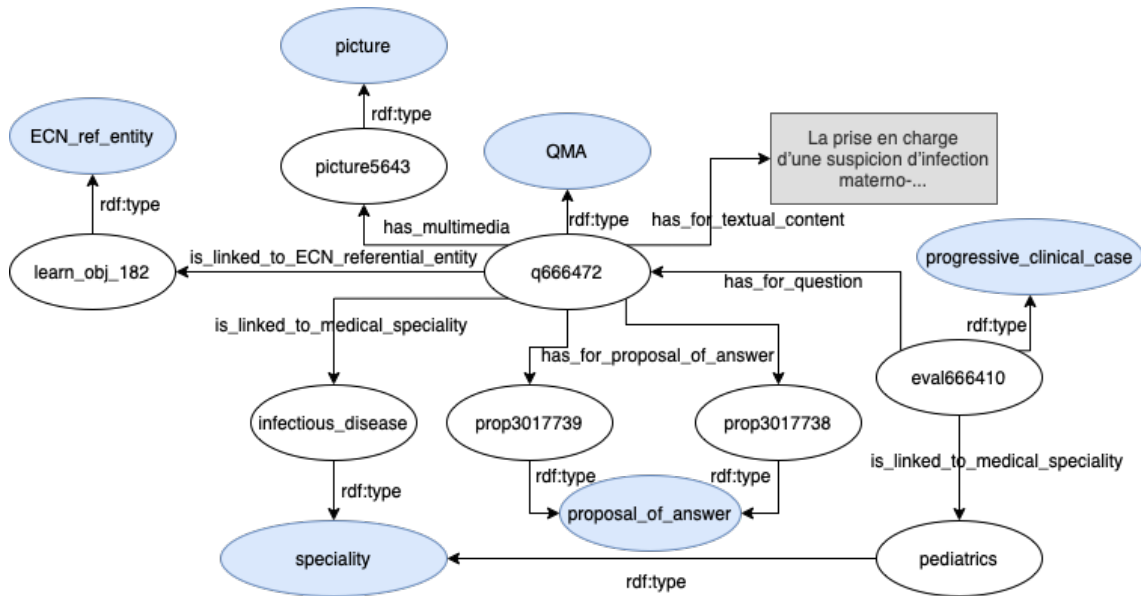 picture
rdf:type
ECN_ref_entity
picture5643
QMA
La prise en charge
d'une suspicion d'infection
materno-...
rdf:type
has_multimedia
rdf:type
has_for_textual_content
learn_obj_182
is_linked_to_ECN_referential_entity
q666472
has_for_question
progressive_clinical_case
is_linked_to_medical_speciality
rdf:type
has_for_proposal_of_answer
eval666410
infectious_disease
prop3017739
prop3017738
is_linked_to_medical_speciality
rdf:type
rdf:type
rdf:type
proposal_of_answer
speciality
pediatrics
rdf:type